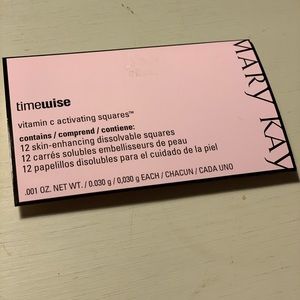 timewise
vitamin c activating squares™
contains / comprend / contiene:
12 skin-enhancing dissolvable squares
12 carrés solubles embellisseurs de peau
12 papelillos disolubles para el cuidado de la piel
.001 OZ. NET WT. / 0.030 g / 0,030 g EACH / CHACUN / CADA UNO
MARY KAY